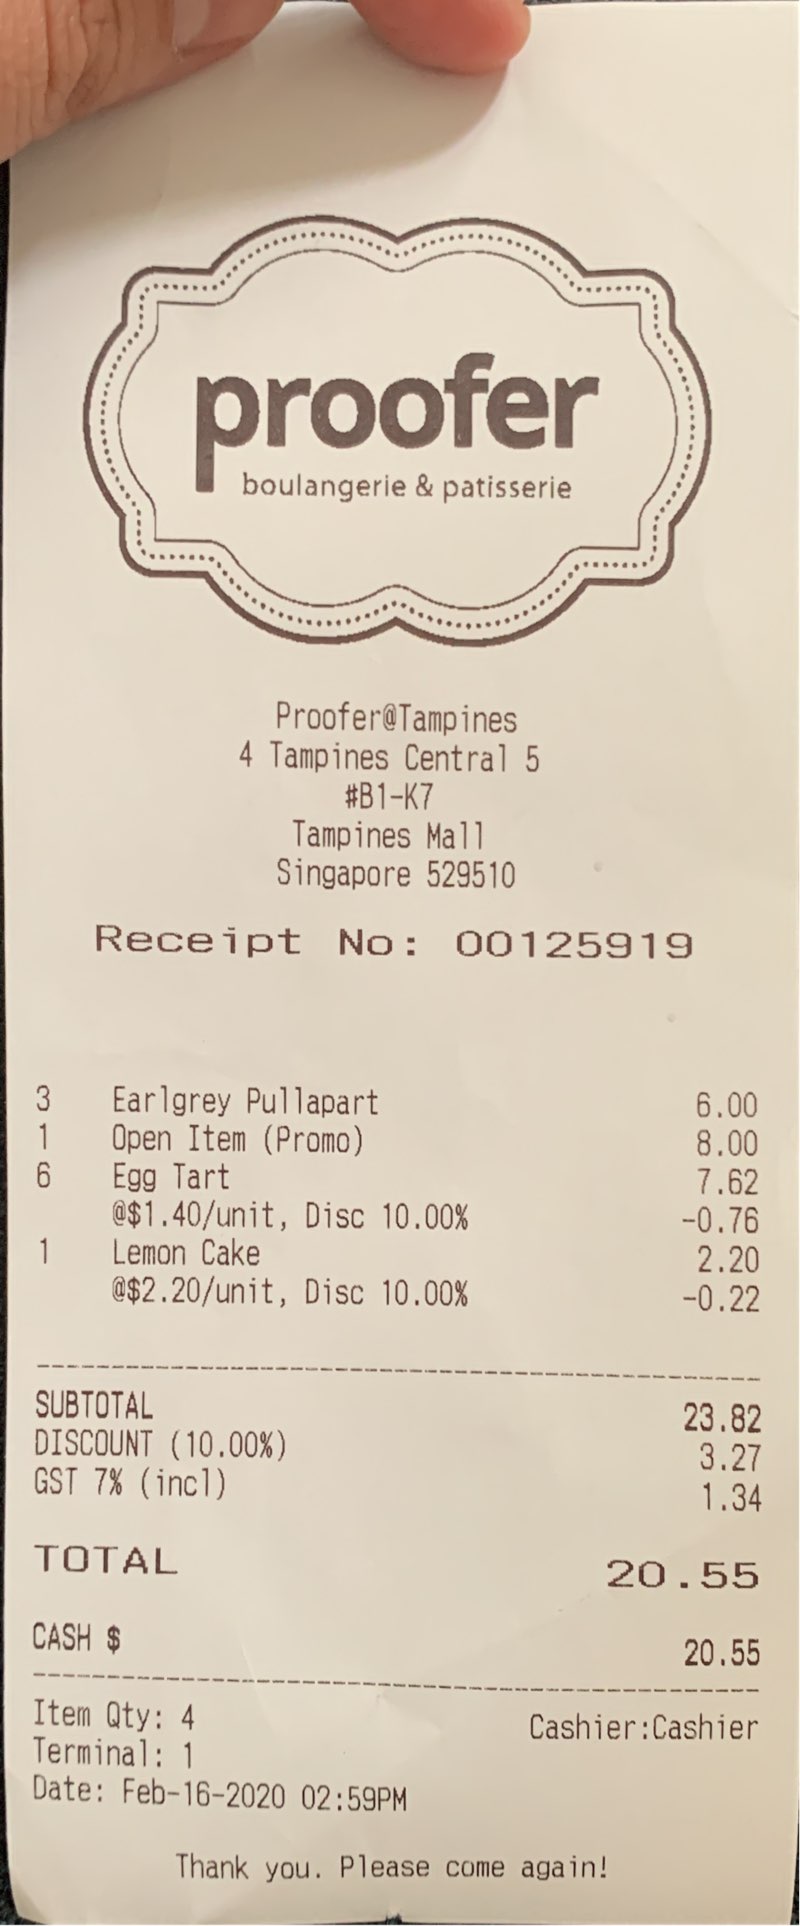 proofer
boulangerie & patisserie
Proofer@Tampines
4 Tampines Central 5
#B1-K7
Tampines Mall
Singapore 529510
Receipt No: 00125919
3 Earlgrey Pullapart 6.00
1 Open Item (Promo) 8.00
6 Egg Tart 7.62
@$1.40/unit, Disc 10.00% -0.76
1 Lemon Cake 2.20
@$2.20/unit, Disc 10.00% -0.22
SUBTOTAL 23.82
DISCOUNT (10.00%) 3.27
GST 7% (incl) 1.34
TOTAL 20.55
CASH $ 20.55
Item Qty: 4 Cashier:Cashier
Terminal: 1
Date: Feb-16-2020 02:59PM
Thank you. Please come again!